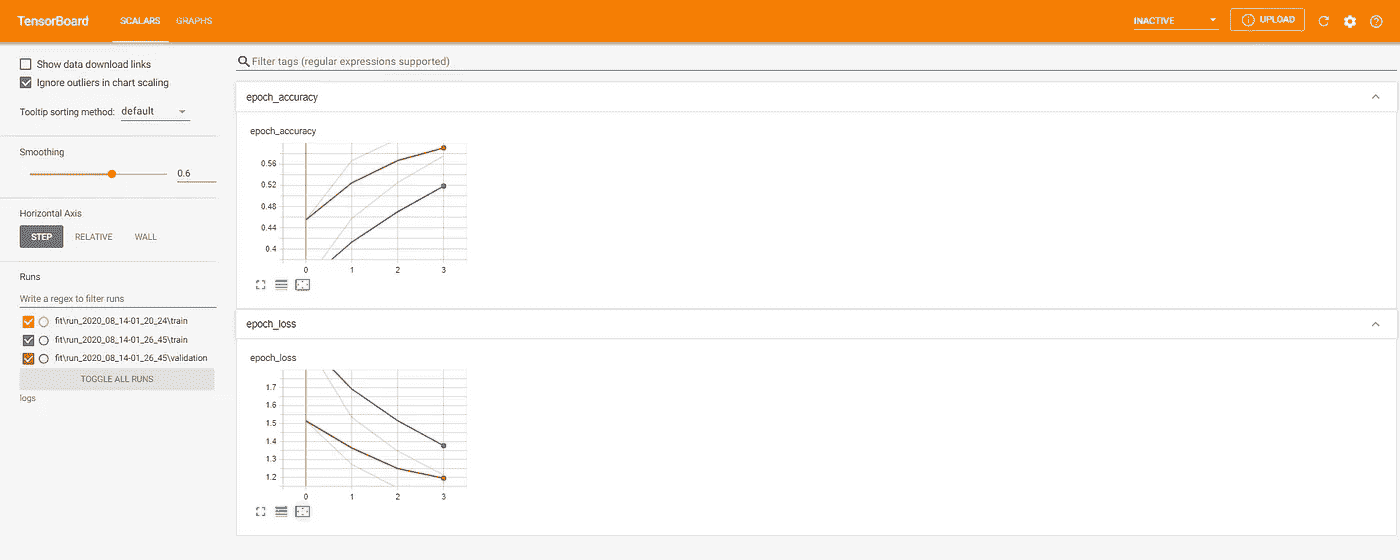 TensorBoard SCALARS GRAPHS INACTIVE UPLOAD
Show data download links
Ignore outliers in chart scaling
Tooltip sorting method: default
Smoothing
0.6
Horizontal Axis
STEP RELATIVE WALL
Runs
Write a regex to filter runs
fit\run_2020_08_14-01_20_24\train
fit\run_2020_08_14-01_26_45\train
fit\run_2020_08_14-01_26_45\validation
TOGGLE ALL RUNS
logs
Filter tags (regular expressions supported)
epoch_accuracy
epoch_accuracy
0.56
0.52
0.48
0.44
0.4
0 1 2 3
epoch_loss
epoch_loss
1.7
1.6
1.5
1.4
1.3
1.2
0 1 2 3